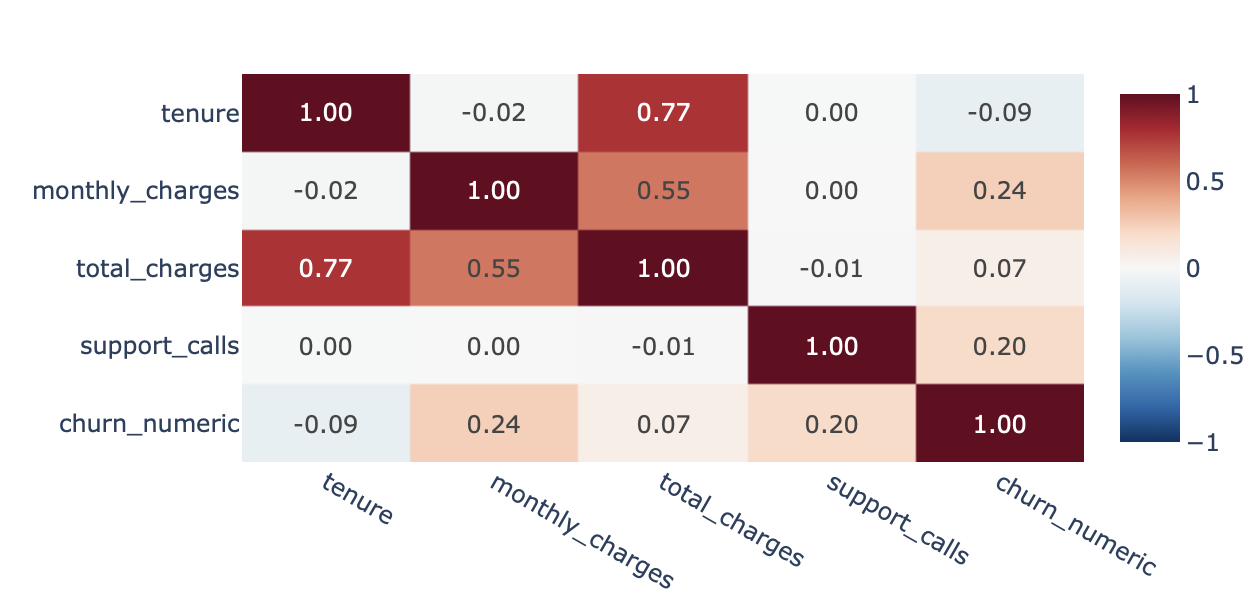 tenure 1.00 -0.02 0.77 0.00 -0.09
monthly_charges -0.02 1.00 0.55 0.00 0.24
total_charges 0.77 0.55 1.00 -0.01 0.07
support_calls 0.00 0.00 -0.01 1.00 0.20
churn_numeric -0.09 0.24 0.07 0.20 1.00
tenure monthly_charges total_charges support_calls churn_numeric
1
0.5
0
−0.5
−1